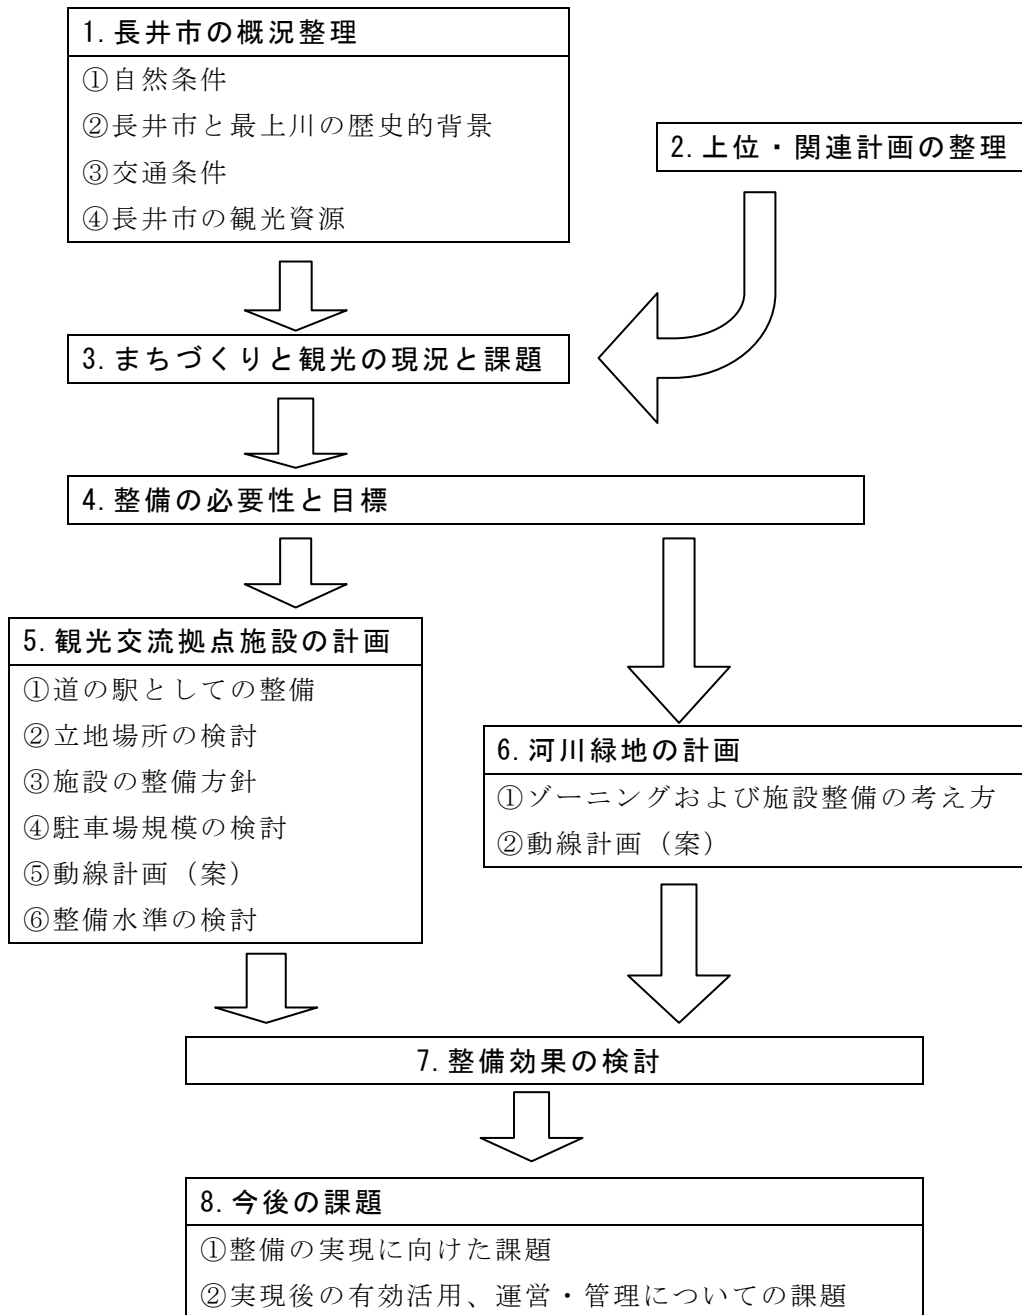 1.長井市の概況整理
①自然条件
②長井市と最上川の歴史的背景
③交通条件
④長井市の観光資源
2.上位・関連計画の整理
3.まちづくりと観光の現況と課題
4.整備の必要性と目標
5.観光交流拠点施設の計画
①道の駅としての整備
②立地場所の検討
③施設の整備方針
④駐車場規模の検討
⑤動線計画（案）
⑥整備水準の検討
6.河川緑地の計画
①ゾーニングおよび施設整備の考え方
②動線計画（案）
7.整備効果の検討
8.今後の課題
①整備の実現に向けた課題
②実現後の有効活用、運営・管理についての課題